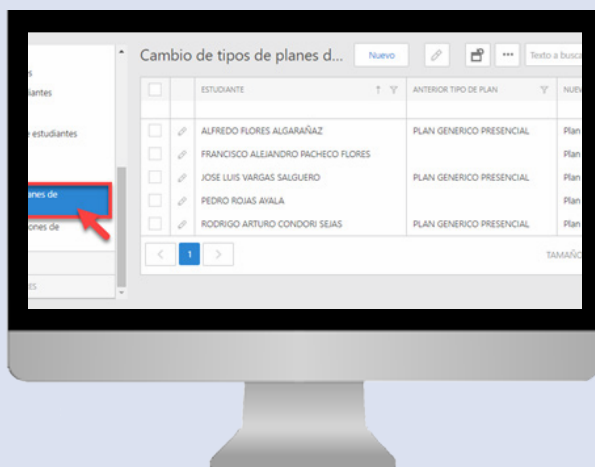 Cambio de tipos de planes d...
Nuevo
Texto a busca
s
iantes
e estudiantes
anes de
ones de
ES
ESTUDIANTE
ANTERIOR TIPO DE PLAN
NUEV
ALFREDO FLORES ALGARAÑAZ
PLAN GENERICO PRESENCIAL
Plan
FRANCISCO ALEJANDRO PACHECO FLORES
Plan
JOSE LUIS VARGAS SALGUERO
PLAN GENERICO PRESENCIAL
Plan
PEDRO ROJAS AYALA
Plan
RODRIGO ARTURO CONDORI SEJAS
PLAN GENERICO PRESENCIAL
Plan
1
TAMAÑO